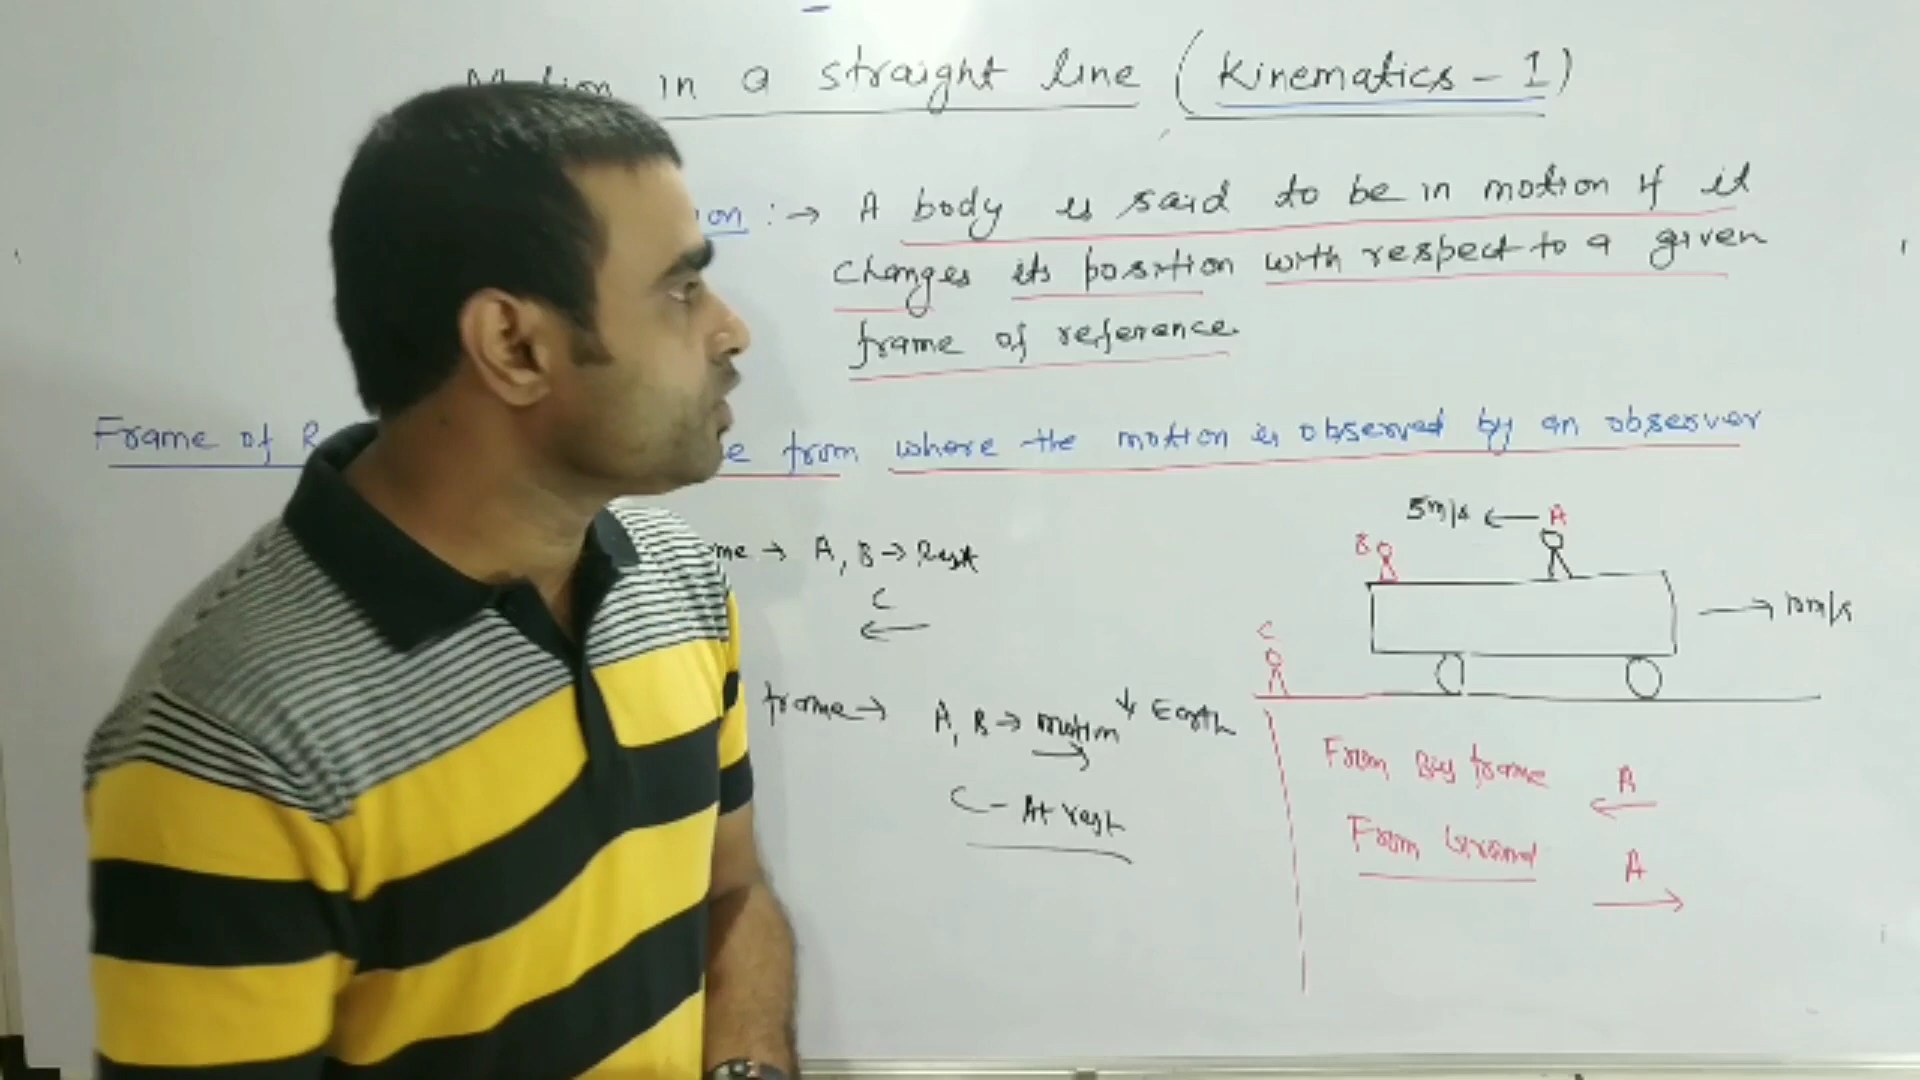 in a straight line (Kinematics - 1)
ion :→ A body is said to be in motion if it
changes its position with respect to a given
frame of reference.
Frame of R e from where the motion is observed by an observer
me → A, B → Rest
C
←
frame → A, B → motion ↓ Earth
→
C - At rest
5m/s ← A
B
→ 10m/s
C
From Bus frame A
←
From Ground A
→